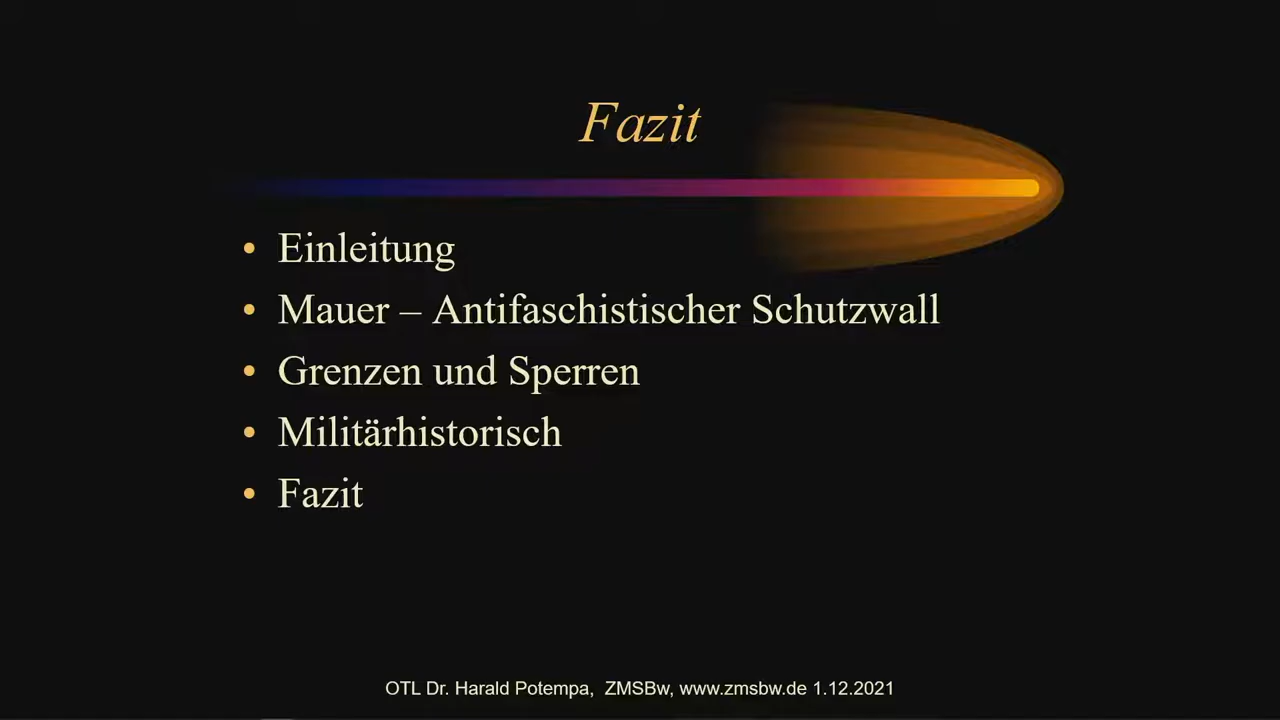 Fazit
• Einleitung
• Mauer – Antifaschistischer Schutzwall
• Grenzen und Sperren
• Militärhistorisch
• Fazit
OTL Dr. Harald Potempa,  ZMSBw, www.zmsbw.de 1.12.2021